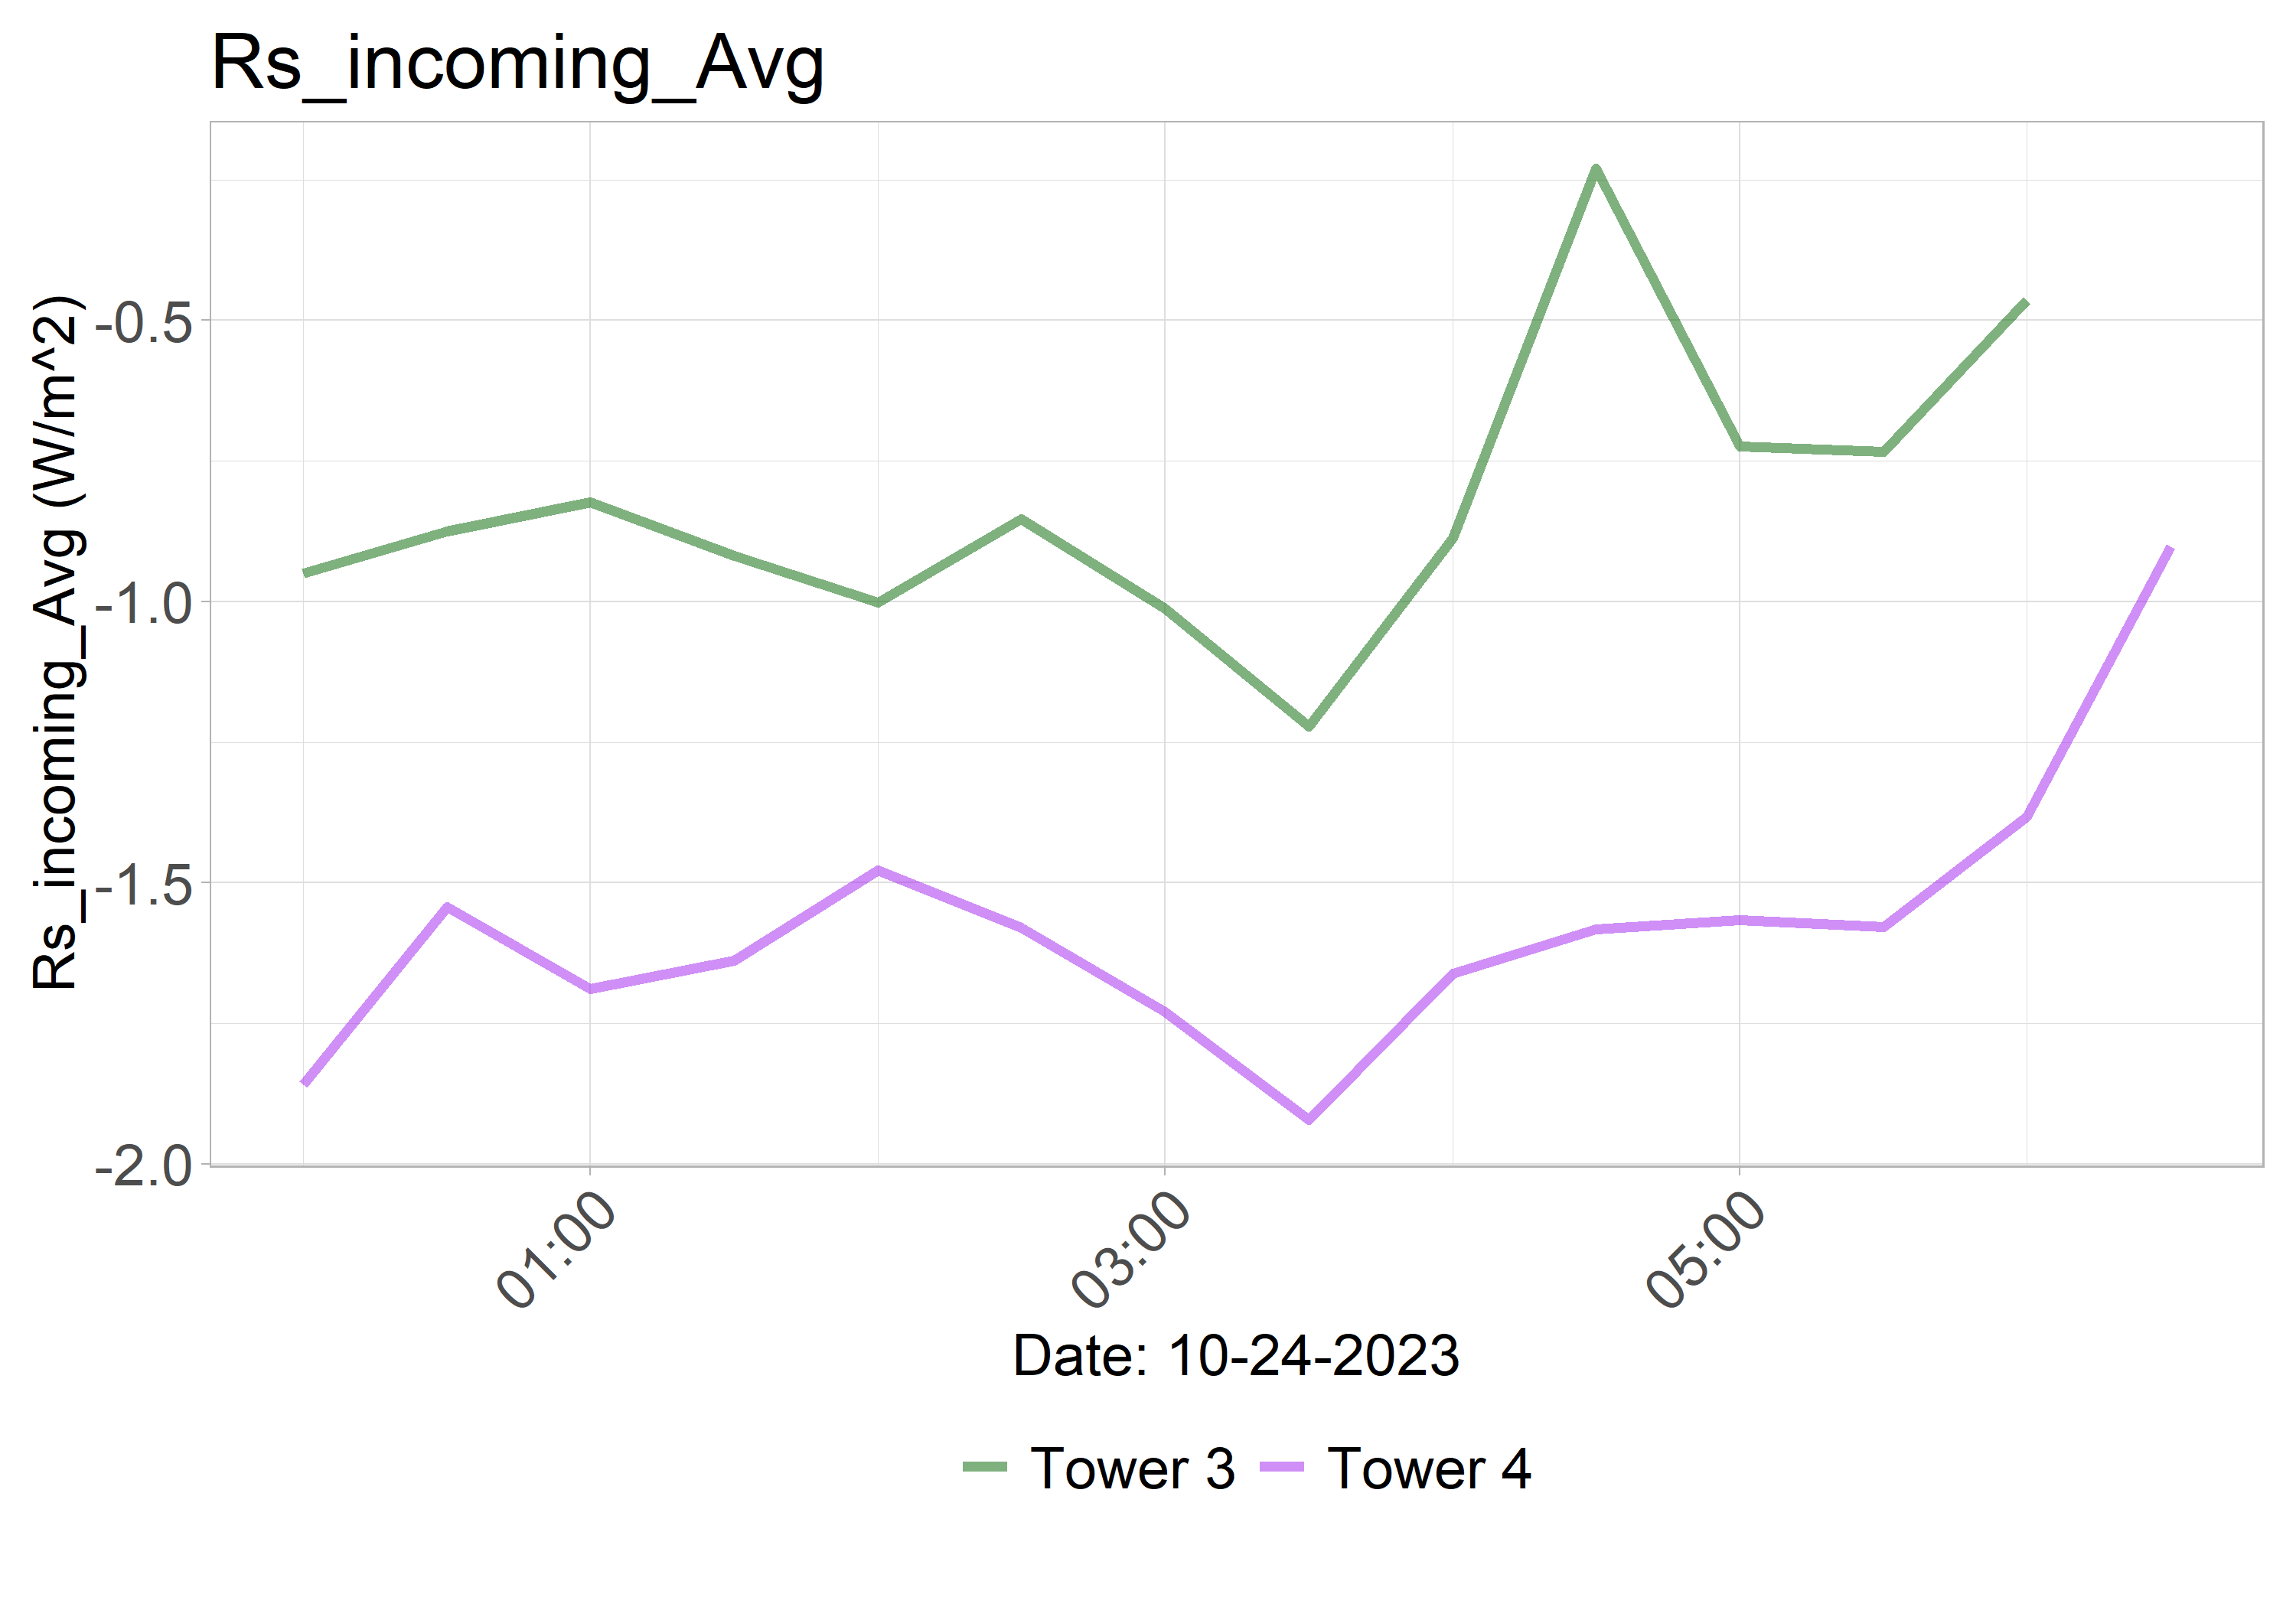 Rs_incoming_Avg
Rs_incoming_Avg (W/m^2)
-0.5
-1.0
-1.5
-2.0
01:00
03:00
05:00
Date: 10-24-2023
Tower 3
Tower 4